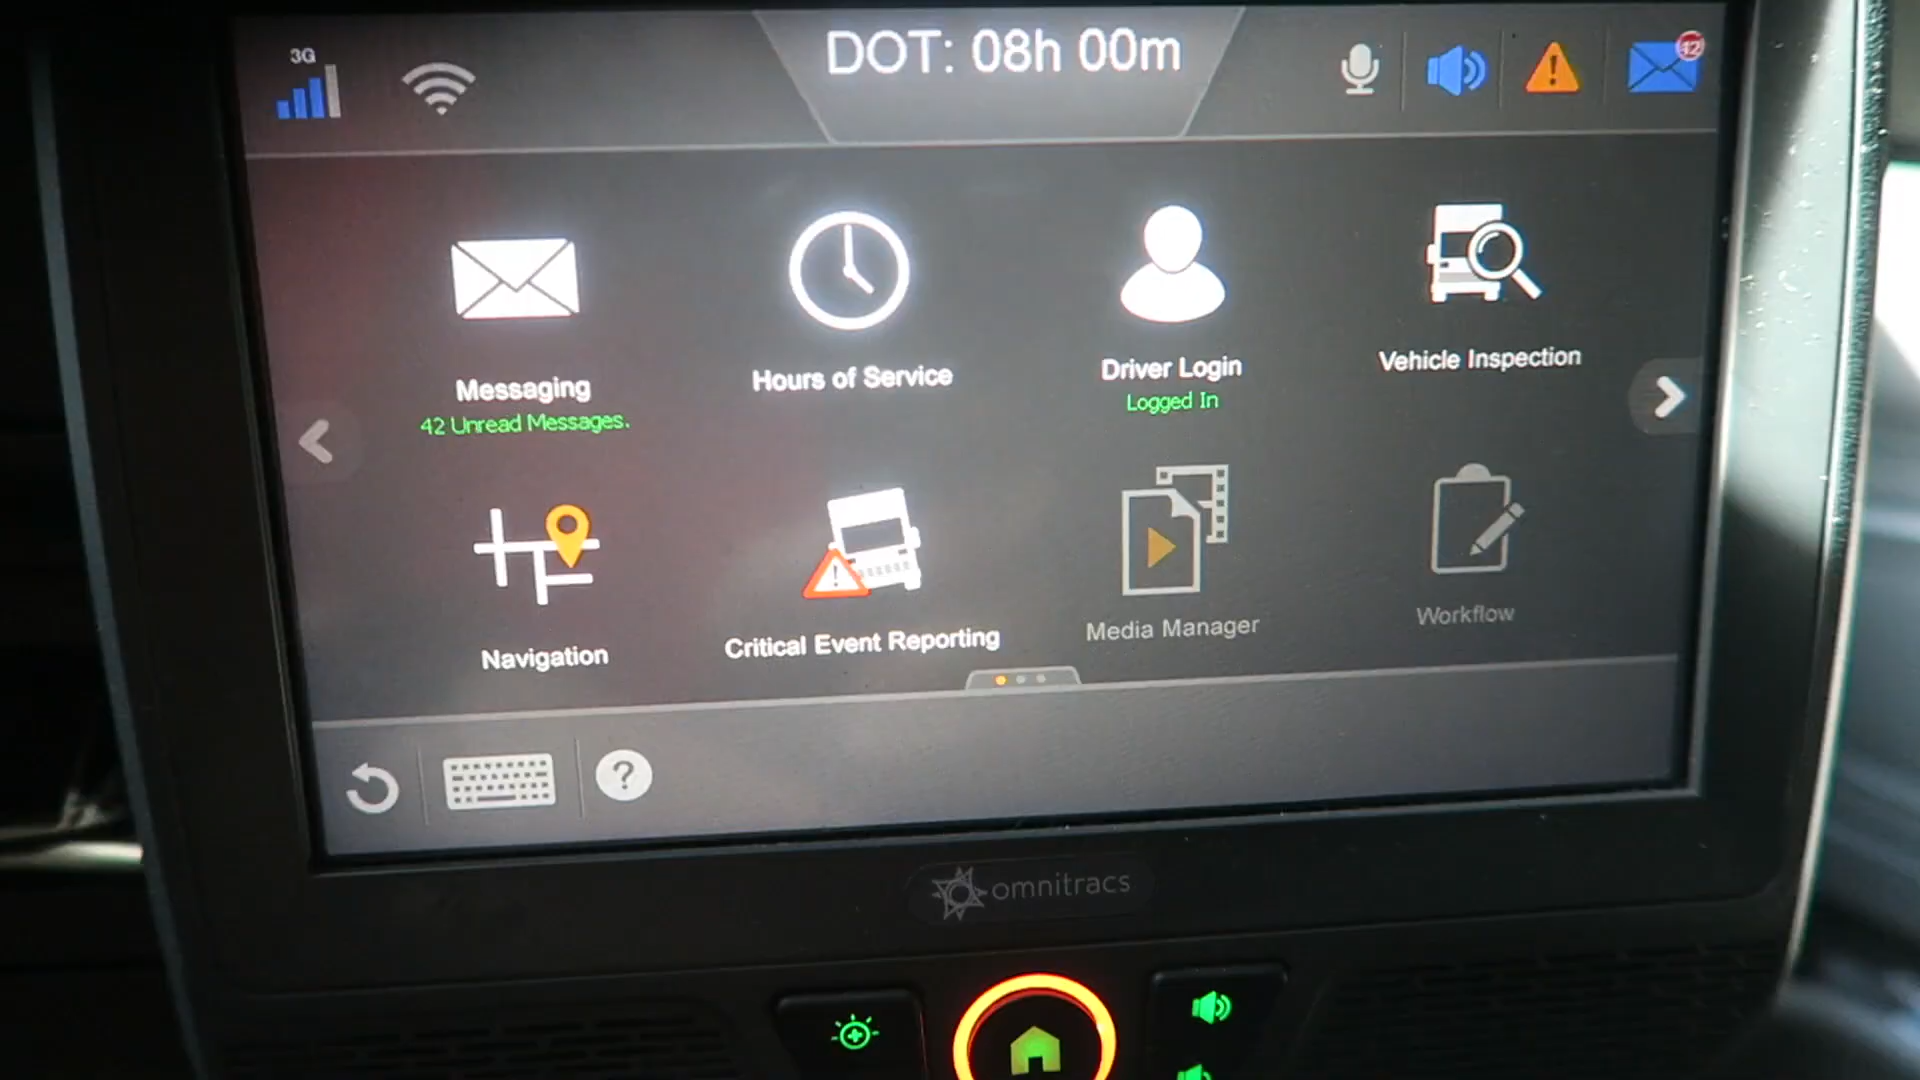 3G
DOT: 08h 00m
42
Messaging
42 Unread Messages.
Hours of Service
Driver Login
Logged In
Vehicle Inspection
Navigation
Critical Event Reporting
Media Manager
Workflow
?
omnitracs